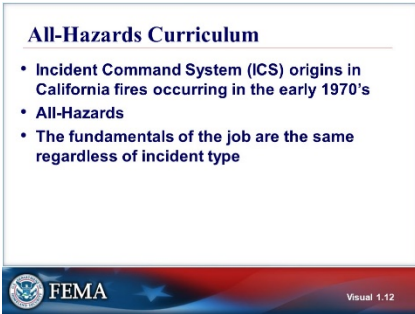 All-Hazards Curriculum
• Incident Command System (ICS) origins in
California fires occurring in the early 1970's
• All-Hazards
• The fundamentals of the job are the same
regardless of incident type
FEMA
Visual 1.12